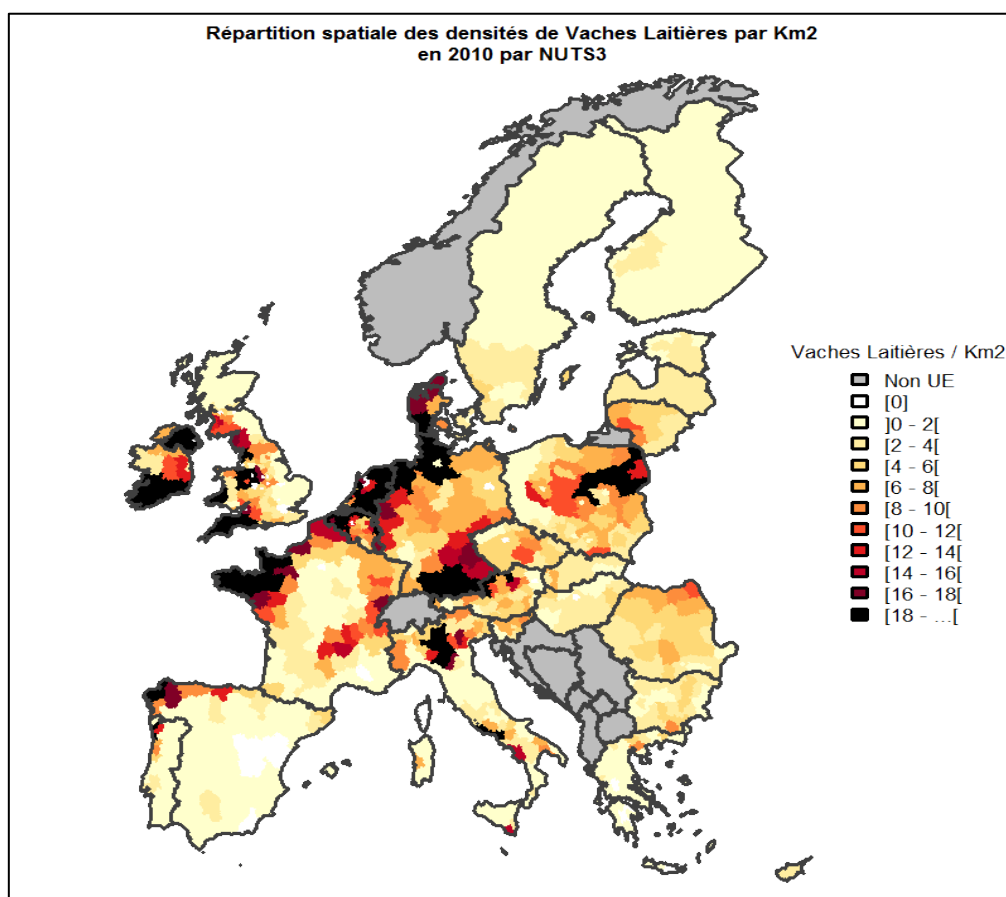 Répartition spatiale des densités de Vaches Laitières par Km2
en 2010 par NUTS3
Vaches Laitières / Km2
Non UE
[0]
]0 - 2[
[2 - 4[
[4 - 6[
[6 - 8[
[8 - 10[
[10 - 12[
[12 - 14[
[14 - 16[
[16 - 18[
[18 - ...[